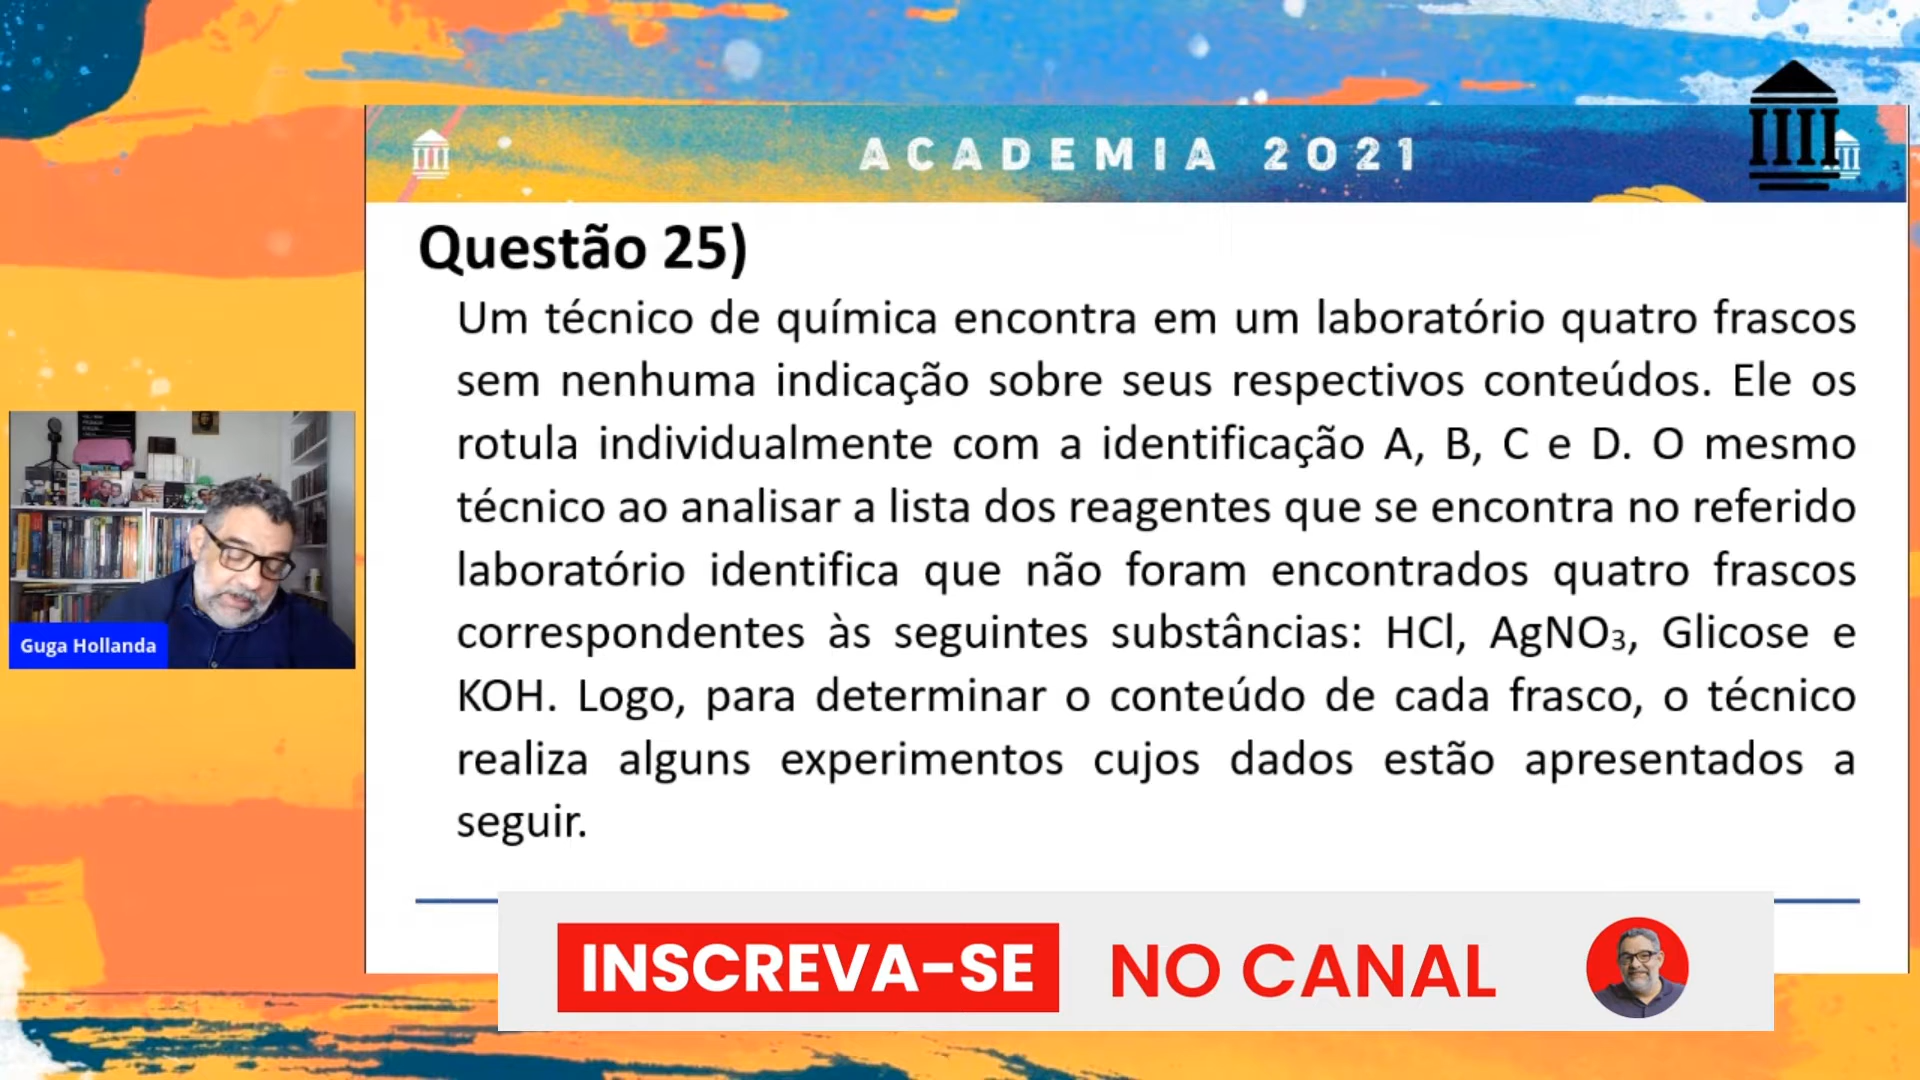 ACADEMIA 2021
Questão 25)
Um técnico de química encontra em um laboratório quatro frascos
sem nenhuma indicação sobre seus respectivos conteúdos. Ele os
rotula individualmente com a identificação A, B, C e D. O mesmo
técnico ao analisar a lista dos reagentes que se encontra no referido
laboratório identifica que não foram encontrados quatro frascos
correspondentes às seguintes substâncias: HCl, AgNO₃, Glicose e
KOH. Logo, para determinar o conteúdo de cada frasco, o técnico
realiza alguns experimentos cujos dados estão apresentados a
seguir.
Guga Hollanda
INSCREVA-SE NO CANAL